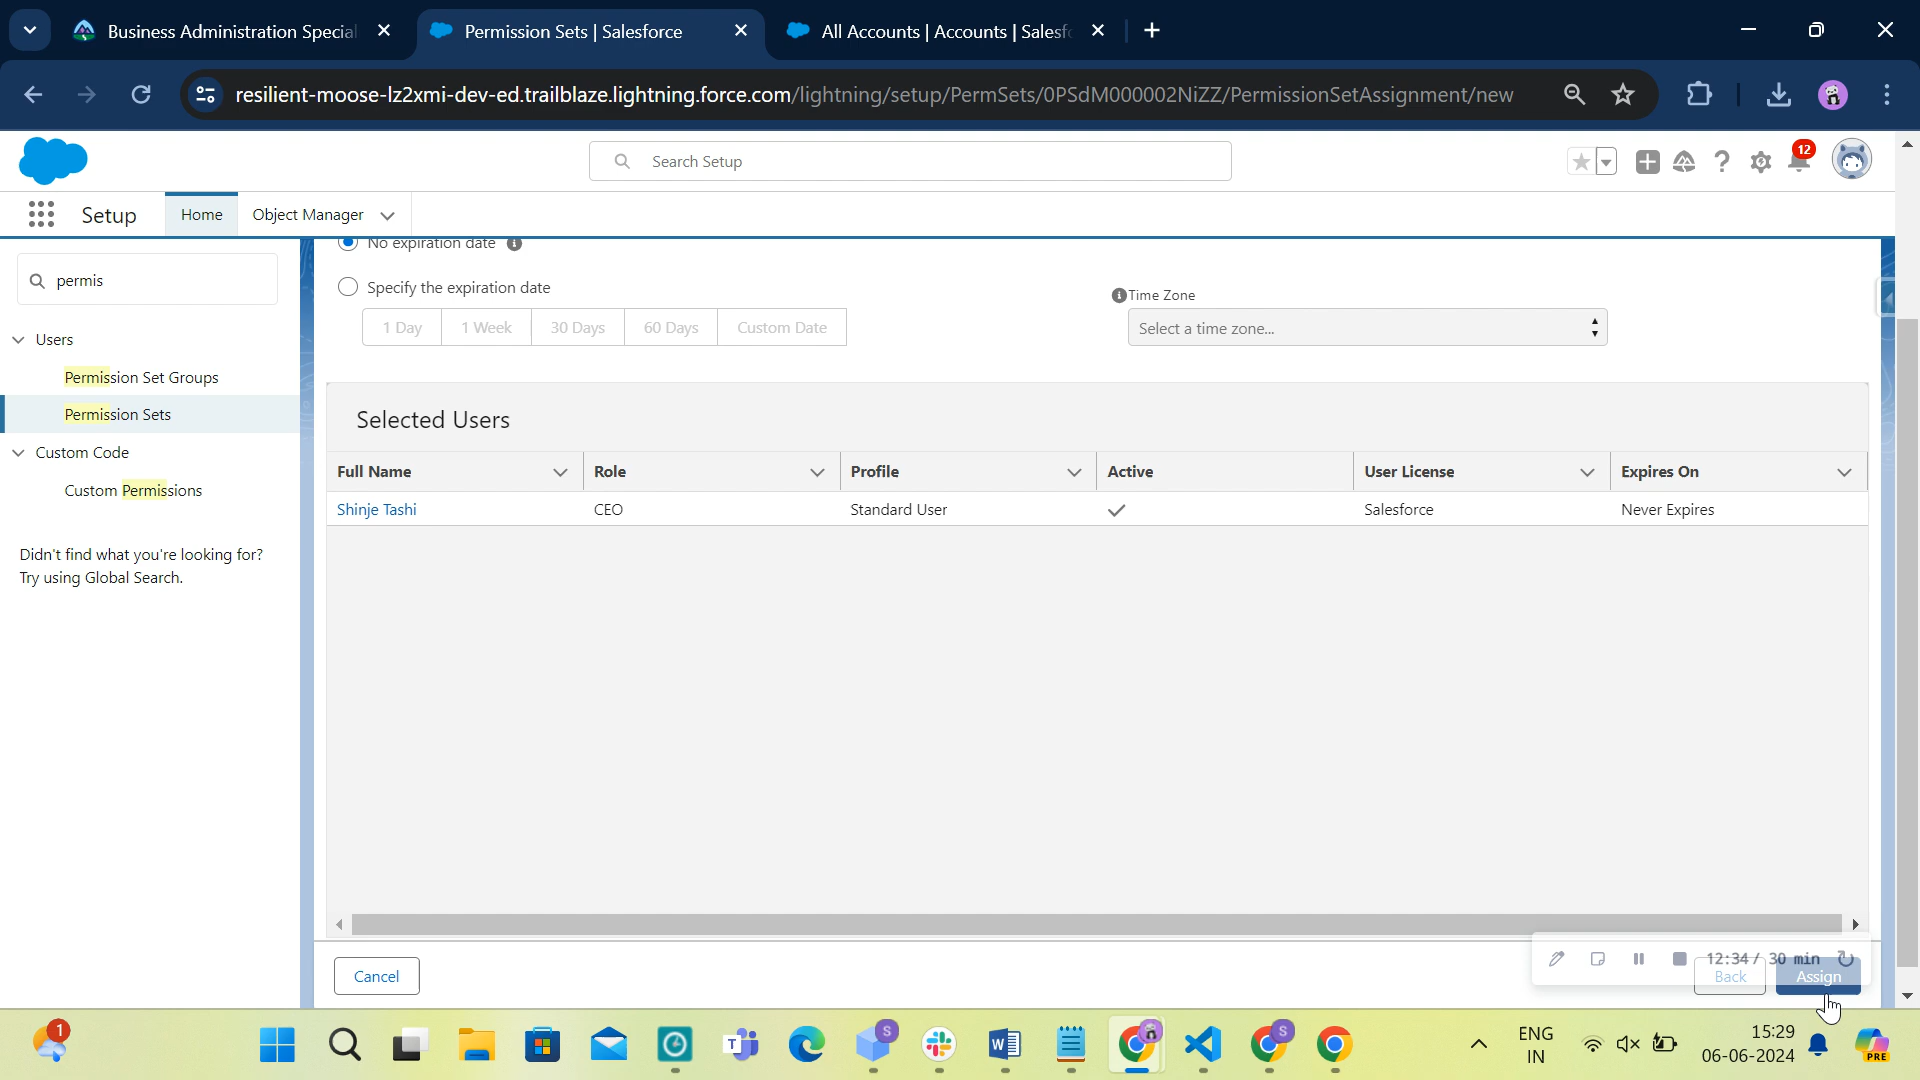 Business Administration Special
Permission Sets | Salesforce
All Accounts | Accounts | Salesf
resilient-moose-lz2xmi-dev-ed.trailblaze.lightning.force.com/lightning/setup/PermSets/0PSdM000002NiZZ/PermissionSetAssignment/new
Search Setup
12
Setup
Home
Object Manager
permis
Users
Permission Set Groups
Permission Sets
Custom Code
Custom Permissions
Didn't find what you're looking for?
Try using Global Search.
No expiration date
Specify the expiration date
1 Day
1 Week
30 Days
60 Days
Custom Date
Time Zone
Select a time zone...
Selected Users
Full Name
Role
Profile
Active
User License
Expires On
Shinje Tashi
CEO
Standard User
Salesforce
Never Expires
12:34 / 30 min
Cancel
Back
Assign
1
S
S
ENG
IN
15:29
06-06-2024
PRE